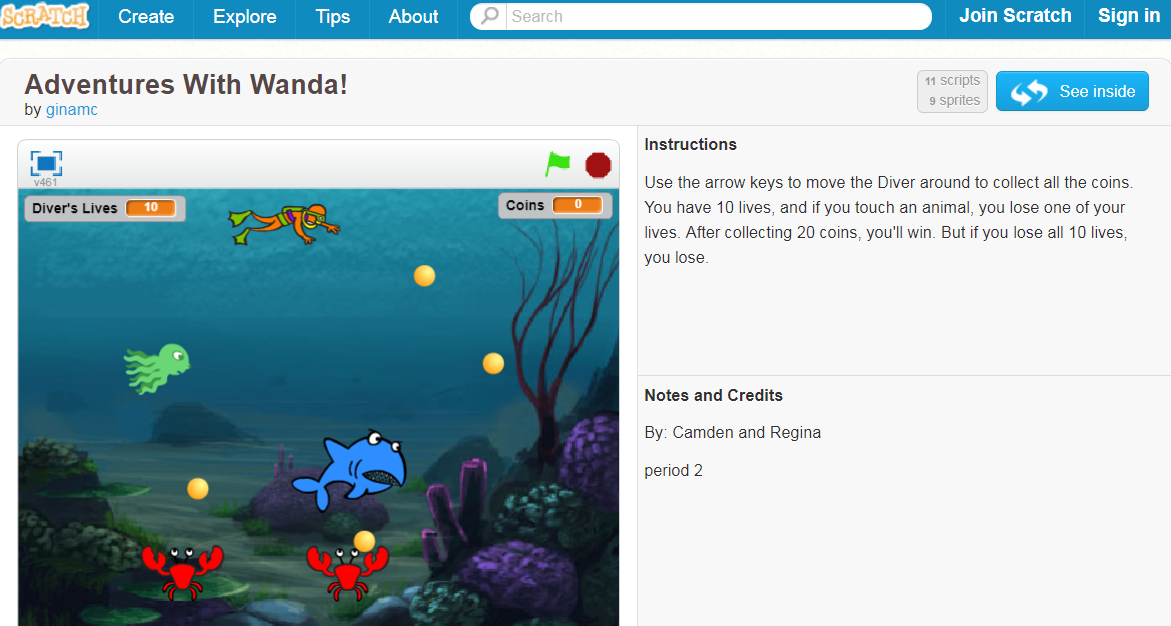 SCRATCH Create Explore Tips About Search Join Scratch Sign in
Adventures With Wanda!
by ginamc
11 scripts
9 sprites
See inside
v461
Diver's Lives 10
Coins 0
Instructions
Use the arrow keys to move the Diver around to collect all the coins.
You have 10 lives, and if you touch an animal, you lose one of your
lives. After collecting 20 coins, you'll win. But if you lose all 10 lives,
you lose.
Notes and Credits
By: Camden and Regina
period 2